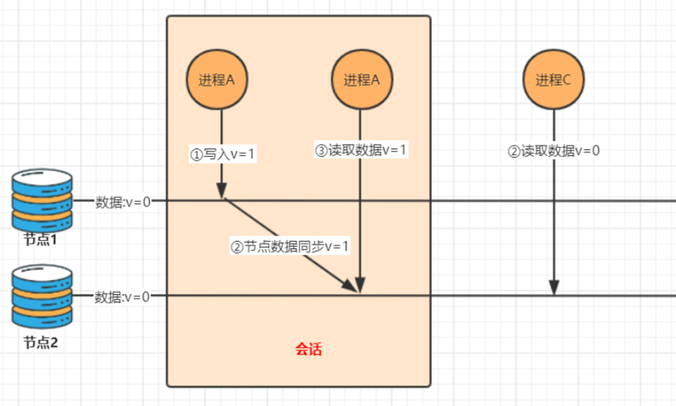 进程A
进程A
进程C
①写入v=1
③读取数据v=1
②读取数据v=0
数据:v=0
节点1
②节点数据同步v=1
数据:v=0
节点2
会话